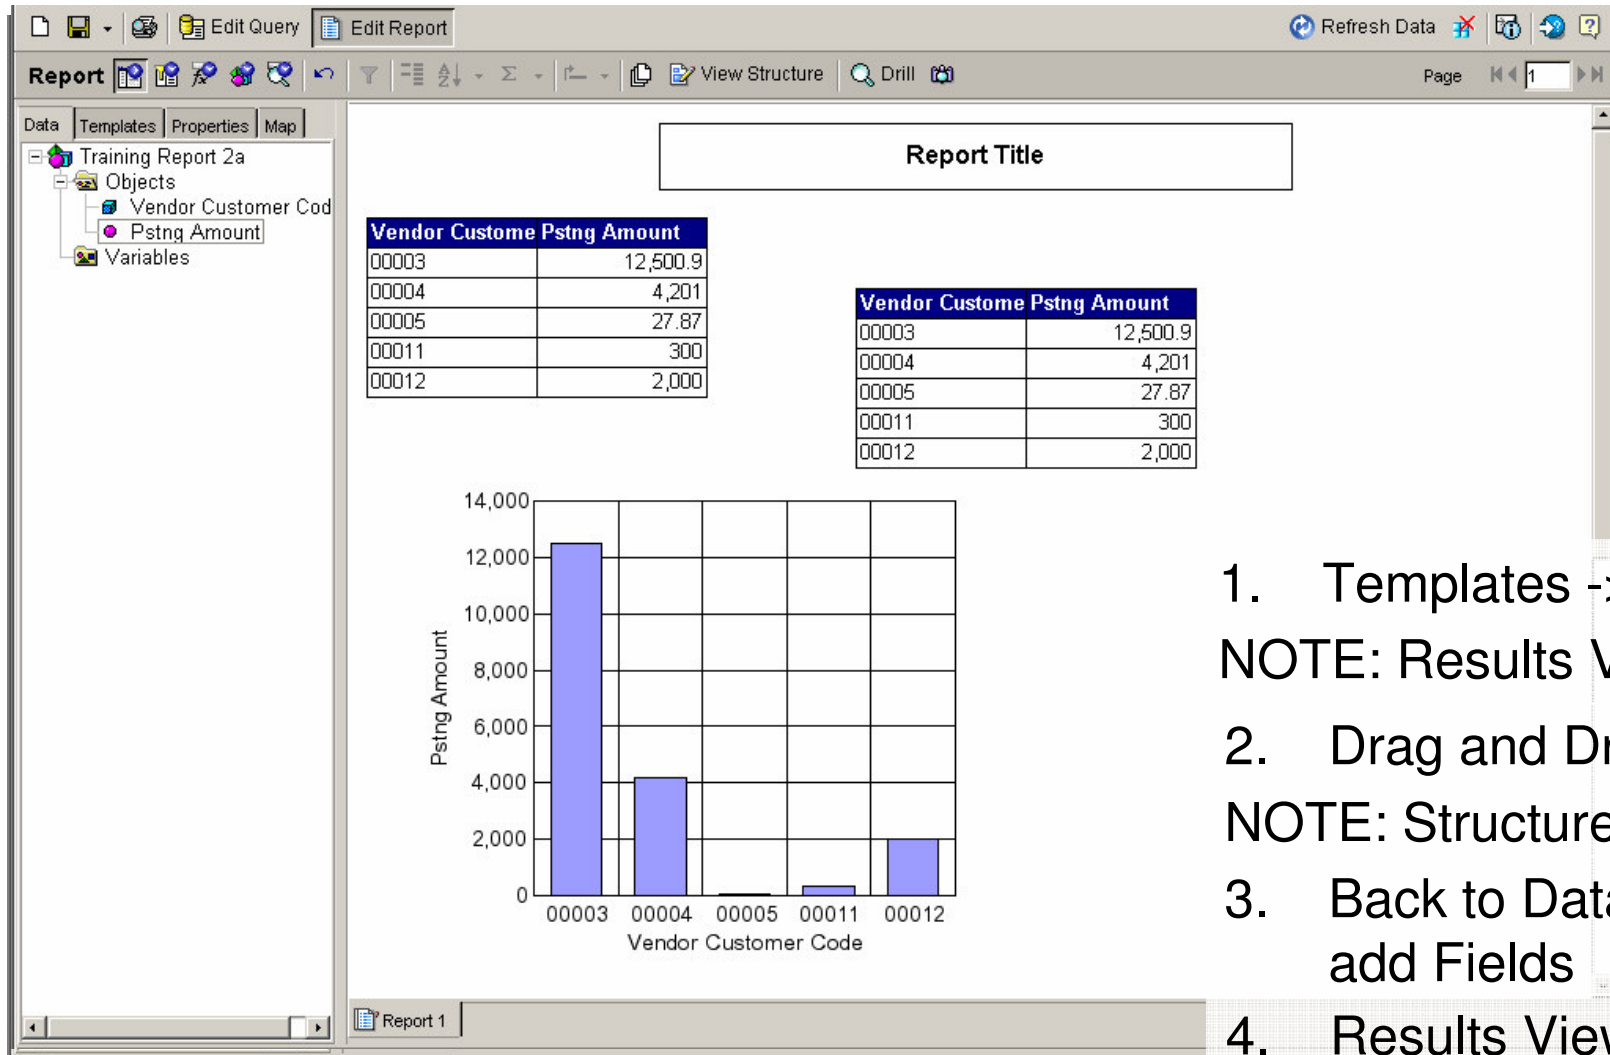 Edit Query Edit Report Refresh Data
Report View Structure Drill Page 1
Data Templates Properties Map
Training Report 2a
Objects
Vendor Customer Cod
Pstng Amount
Variables
Report Title
Vendor Custome Pstng Amount
00003 12,500.9
00004 4,201
00005 27.87
00011 300
00012 2,000
Vendor Custome Pstng Amount
00003 12,500.9
00004 4,201
00005 27.87
00011 300
00012 2,000
14,000
12,000
10,000
8,000
6,000
4,000
2,000
0
Pstng Amount
00003 00004 00005 00011 00012
Vendor Customer Code
1. Templates -
NOTE: Results V
2. Drag and Dr
NOTE: Structure
3. Back to Data
add Fields
4. Results View
Report 1